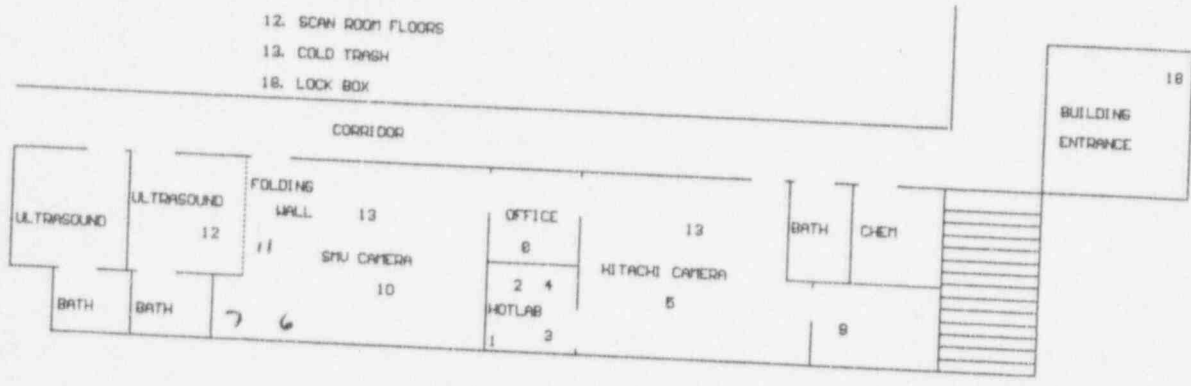 12. SCAN ROOM FLOORS
13. COLD TRASH
18. LOCK BOX
18
BUILDING
ENTRANCE
CORRIDOR
ULTRASOUND
ULTRASOUND
12
FOLDING
WALL
13
11
SMV CAMERA
10
OFFICE
8
2 4
HOTLAB
1
3
13
HITACHI CAMERA
5
BATH
CHEM
9
BATH
BATH
7 6